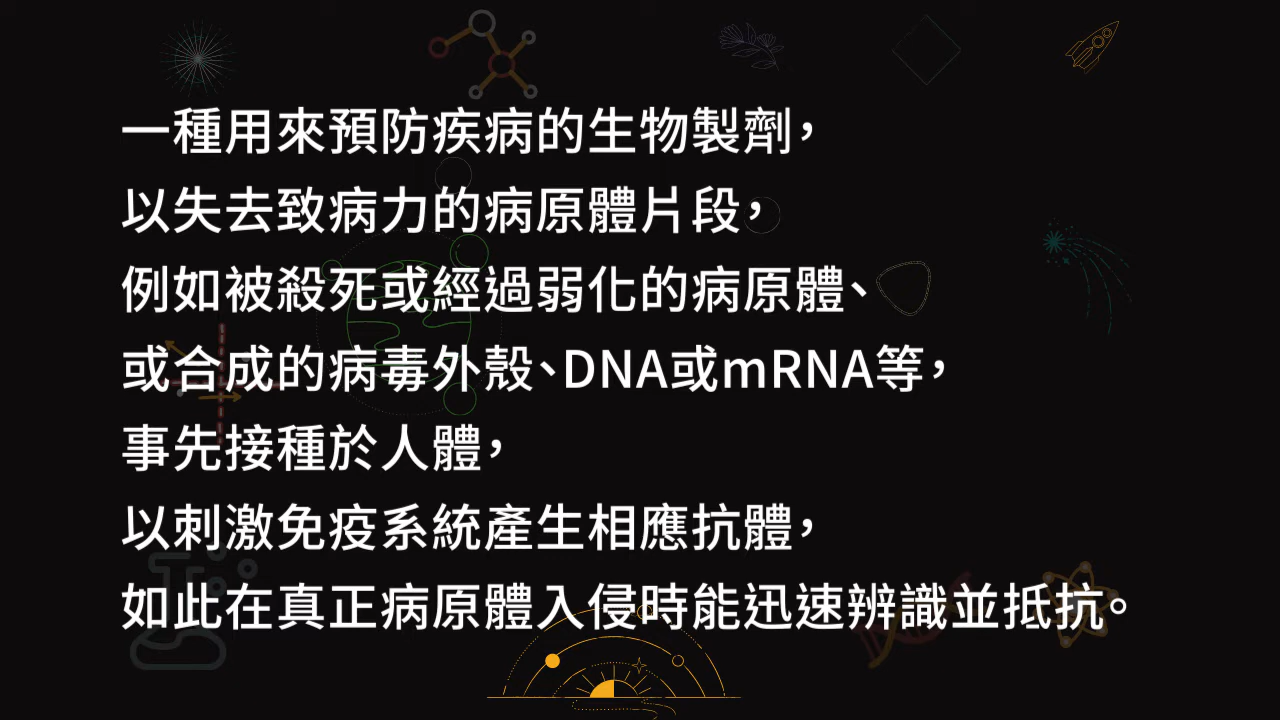 一種用來預防疾病的生物製劑，
以失去致病力的病原體片段，
例如被殺死或經過弱化的病原體、
或合成的病毒外殼、DNA或mRNA等，
事先接種於人體，
以刺激免疫系統產生相應抗體，
如此在真正病原體入侵時能迅速辨識並抵抗。